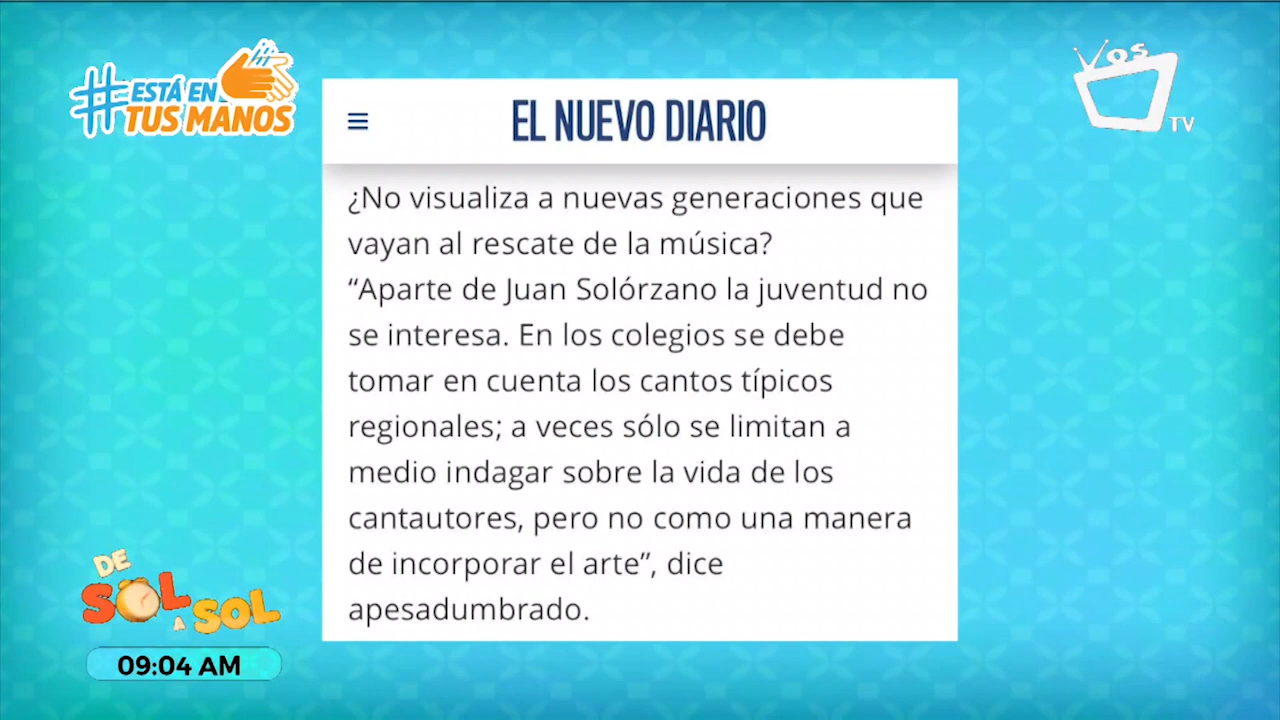 #ESTÁ EN
TUS MANOS
VOS
TV
EL NUEVO DIARIO
¿No visualiza a nuevas generaciones que
vayan al rescate de la música?
“Aparte de Juan Solórzano la juventud no
se interesa. En los colegios se debe
tomar en cuenta los cantos típicos
regionales; a veces sólo se limitan a
medio indagar sobre la vida de los
cantautores, pero no como una manera
de incorporar el arte”, dice
apesadumbrado.
DE
SOL
A SOL
09:04 AM